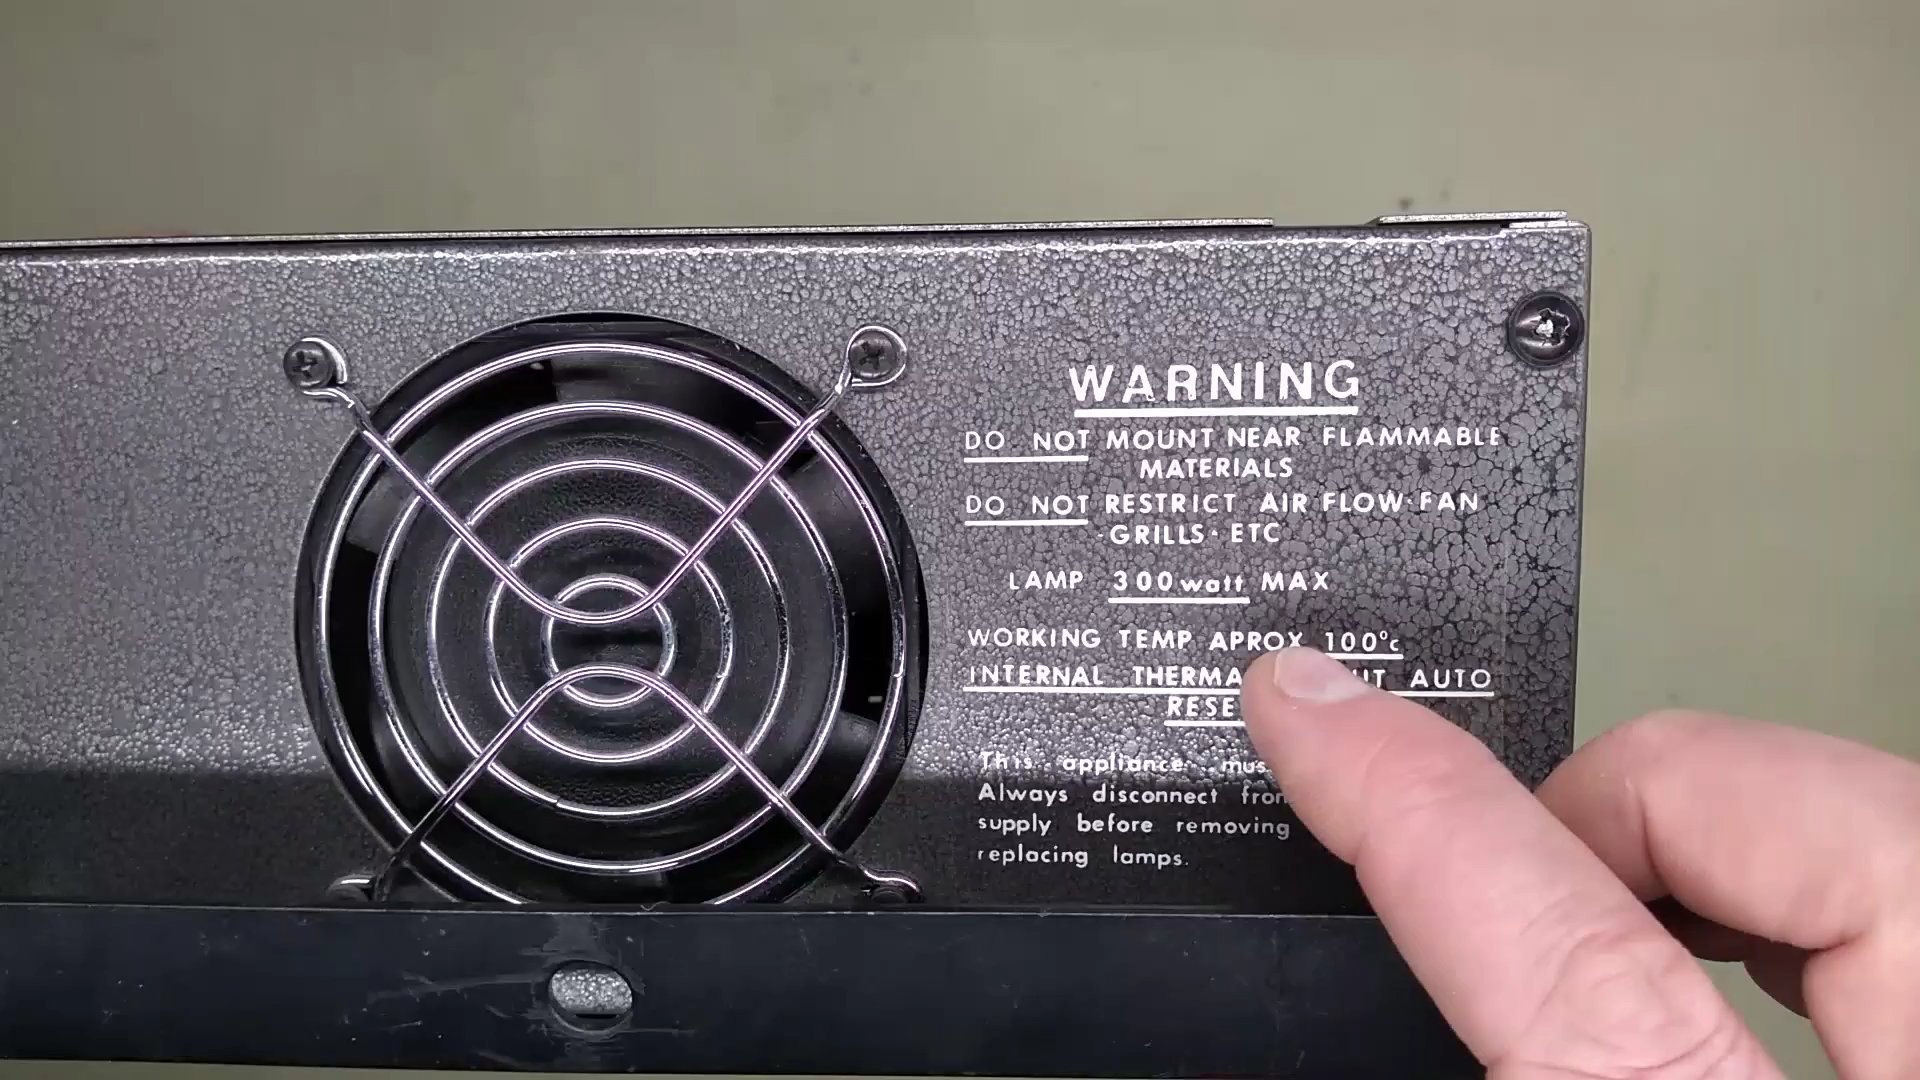 WARNING
DO NOT MOUNT NEAR FLAMMABLE
MATERIALS
DO NOT RESTRICT AIR FLOW·FAN
·GRILLS· ETC
LAMP 300watt MAX
WORKING TEMP APROX 100°c
INTERNAL AUTO
This appliance
Always disconnect
supply before removing
replacing lamps.